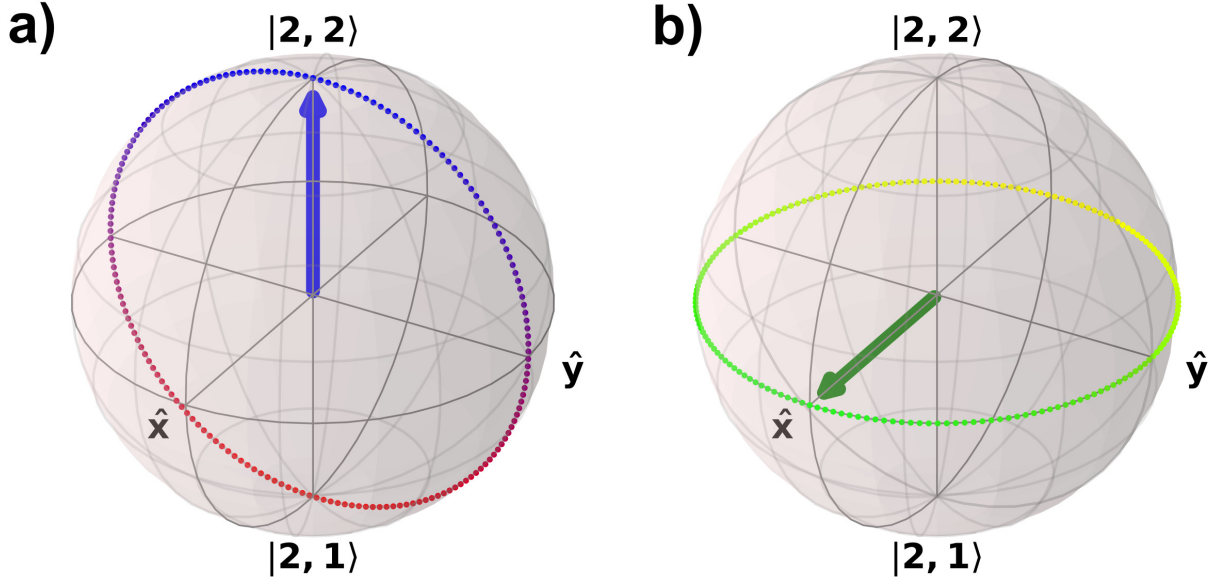 a)
|2, 2⟩
x̂
ŷ
|2, 1⟩
b)
|2, 2⟩
x̂
ŷ
|2, 1⟩